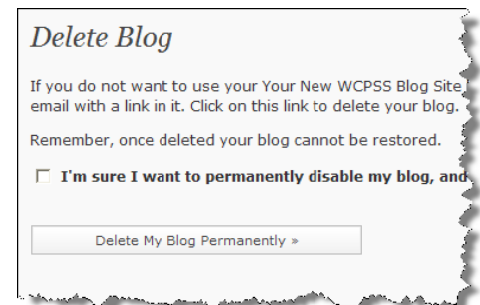 Delete Blog
If you do not want to use your Your New WCPSS Blog Site
email with a link in it. Click on this link to delete your blog.
Remember, once deleted your blog cannot be restored.
I'm sure I want to permanently disable my blog, and
Delete My Blog Permanently »